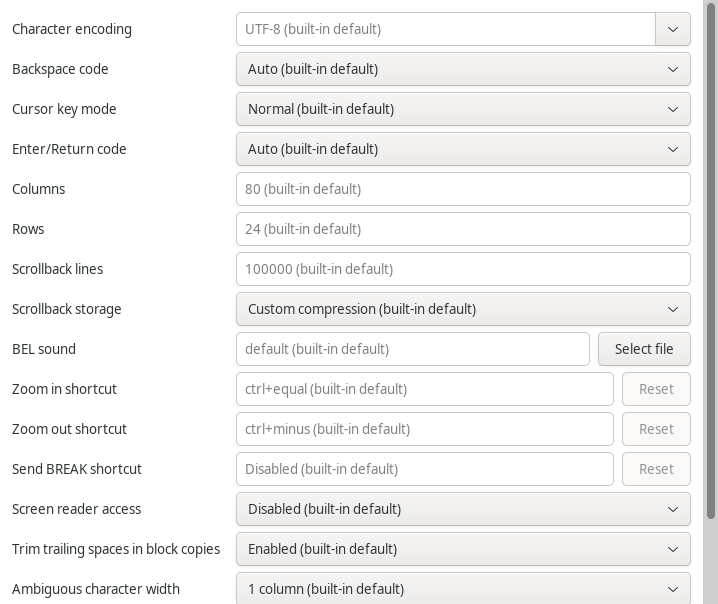 Character encoding UTF-8 (built-in default)
Backspace code Auto (built-in default)
Cursor key mode Normal (built-in default)
Enter/Return code Auto (built-in default)
Columns 80 (built-in default)
Rows 24 (built-in default)
Scrollback lines 100000 (built-in default)
Scrollback storage Custom compression (built-in default)
BEL sound default (built-in default) Select file
Zoom in shortcut ctrl+equal (built-in default) Reset
Zoom out shortcut ctrl+minus (built-in default) Reset
Send BREAK shortcut Disabled (built-in default) Reset
Screen reader access Disabled (built-in default)
Trim trailing spaces in block copies Enabled (built-in default)
Ambiguous character width 1 column (built-in default)